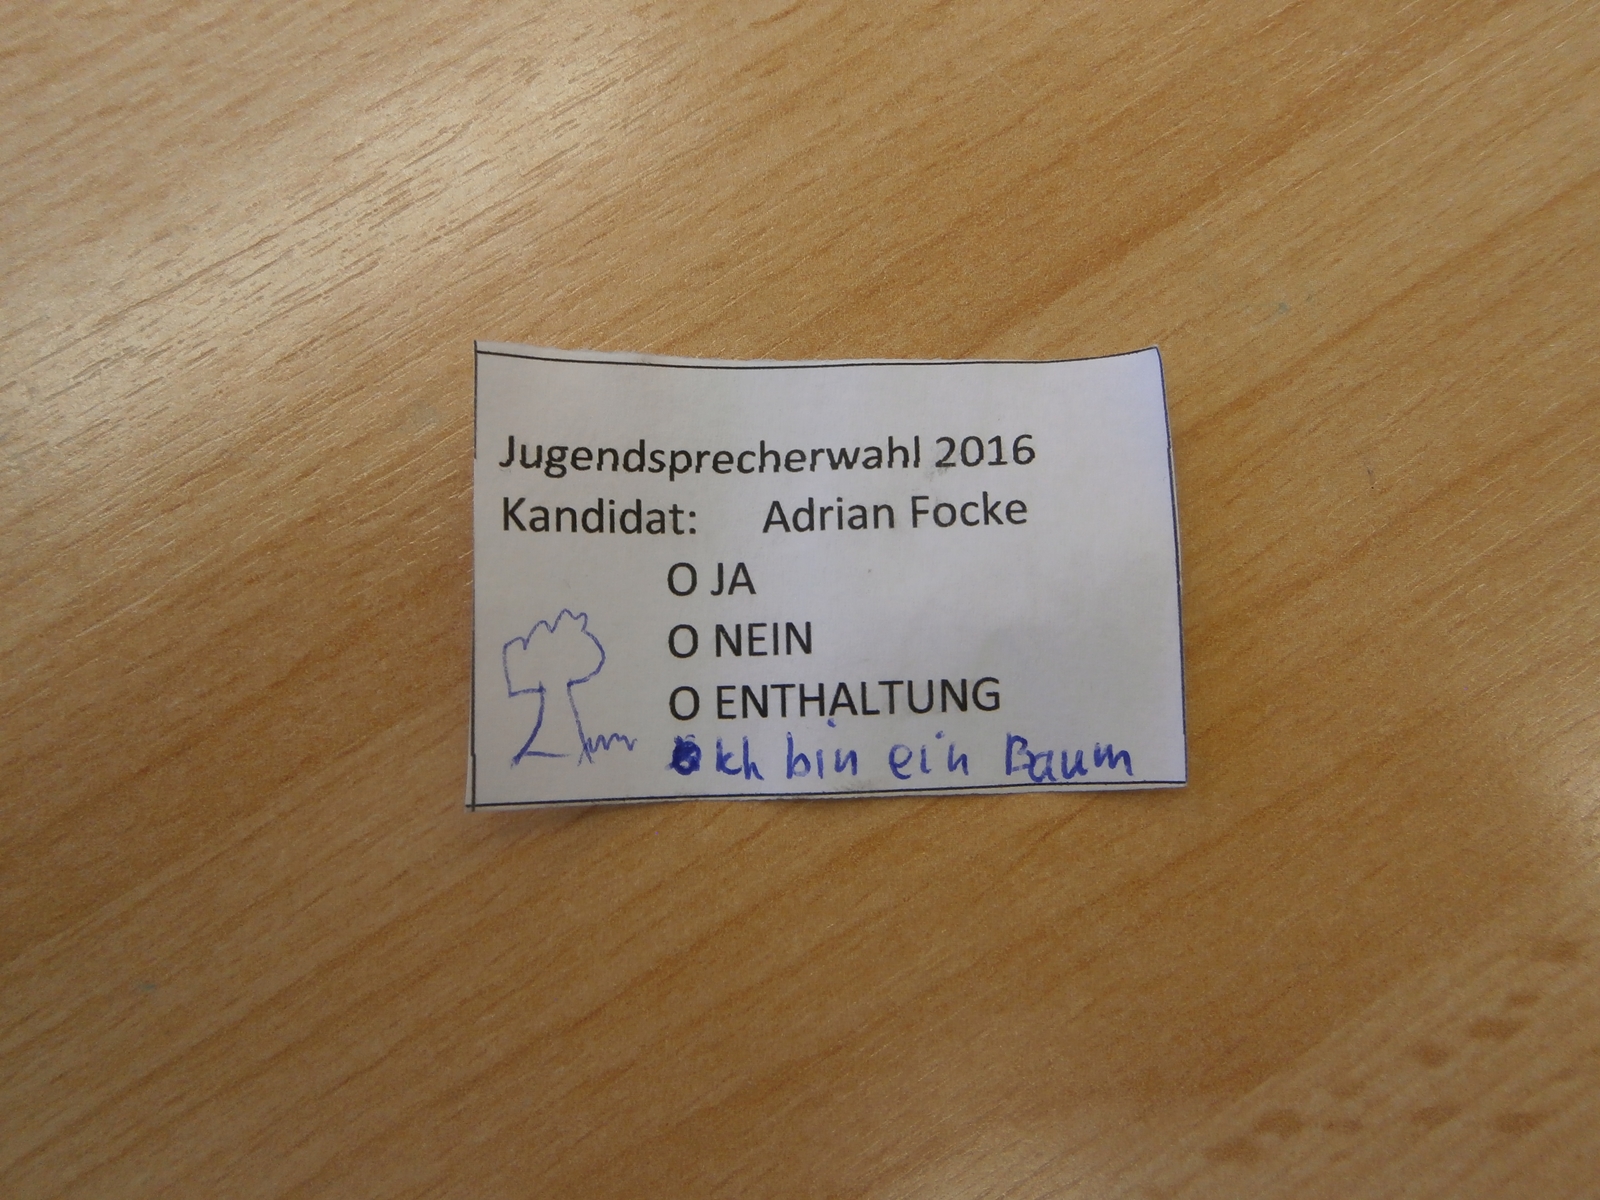 Jugendsprecherwahl 2016
Kandidat: Adrian Focke
O JA
O NEIN
O ENTHALTUNG
O Ich bin ein Baum